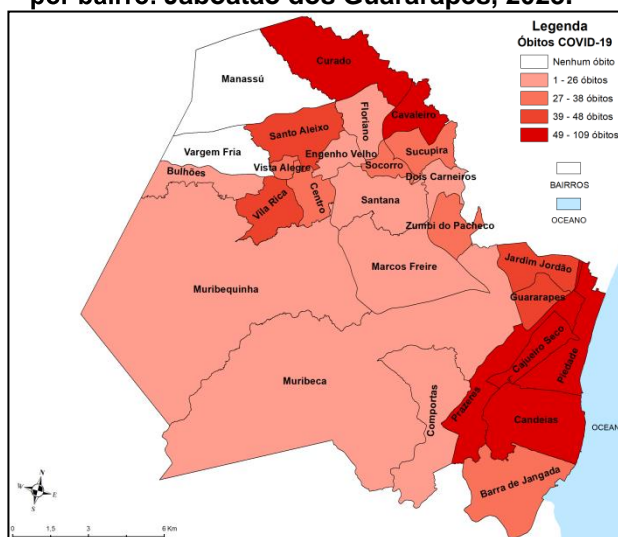 por bairro. Jaboatão dos Guararapes, 2023.
Legenda
Óbitos COVID-19
Nenhum óbito
1 - 26 óbitos
27 - 38 óbitos
39 - 48 óbitos
49 - 109 óbitos
BAIRROS
OCEANO
Curado
Manassú
Floriano
Cavaleiro
Santo Aleixo
Vargem Fria
Engenho Velho
Sucupira
Vista Alegre
Socorro
Bulhões
Dois Carneiros
Vila Rica
Centro
Santana
Zumbi do Pacheco
Jardim Jordão
Marcos Freire
Muribequinha
Guararapes
Cajueiro Seco
Piedade
Muribeca
Comportas
Prazeres
Candeias
OCEAN
Barra de Jangada
N
W E
S
0 1,5 3 6 Km